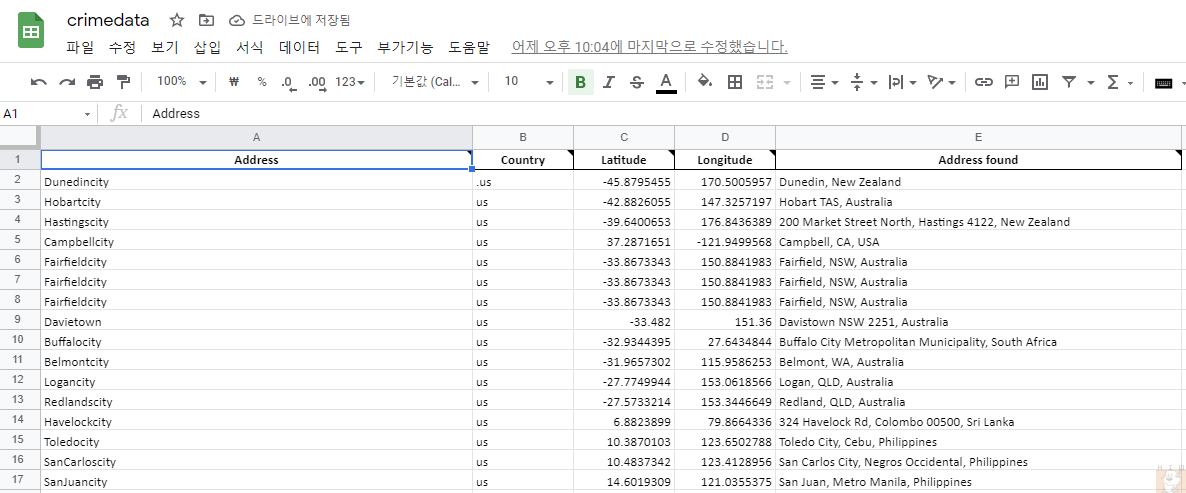 crimedata 드라이브에 저장됨
파일 수정 보기 삽입 서식 데이터 도구 부가기능 도움말 어제 오후 10:04에 마지막으로 수정했습니다.
100% ₩ % .0 .00 123 기본값 (Cal... 10 B I S A Σ
A1 fx Address
A B C D E
1 Address Country Latitude Longitude Address found
2 Dunedincity .us -45.8795455 170.5005957 Dunedin, New Zealand
3 Hobartcity us -42.8826055 147.3257197 Hobart TAS, Australia
4 Hastingscity us -39.6400653 176.8436389 200 Market Street North, Hastings 4122, New Zealand
5 Campbellcity us 37.2871651 -121.9499568 Campbell, CA, USA
6 Fairfieldcity us -33.8673343 150.8841983 Fairfield, NSW, Australia
7 Fairfieldcity us -33.8673343 150.8841983 Fairfield, NSW, Australia
8 Fairfieldcity us -33.8673343 150.8841983 Fairfield, NSW, Australia
9 Davietown us -33.482 151.36 Davistown NSW 2251, Australia
10 Buffalocity us -32.9344395 27.6434844 Buffalo City Metropolitan Municipality, South Africa
11 Belmontcity us -31.9657302 115.9586253 Belmont, WA, Australia
12 Logancity us -27.7749944 153.0618566 Logan, QLD, Australia
13 Redlandscity us -27.5733214 153.3446649 Redland, QLD, Australia
14 Havelockcity us 6.8823899 79.8664336 324 Havelock Rd, Colombo 00500, Sri Lanka
15 Toledocity us 10.3870103 123.6502788 Toledo City, Cebu, Philippines
16 SanCarloscity us 10.4837342 123.4128956 San Carlos City, Negros Occidental, Philippines
17 SanJuancity us 14.6019309 121.0355375 San Juan, Metro Manila, Philippines